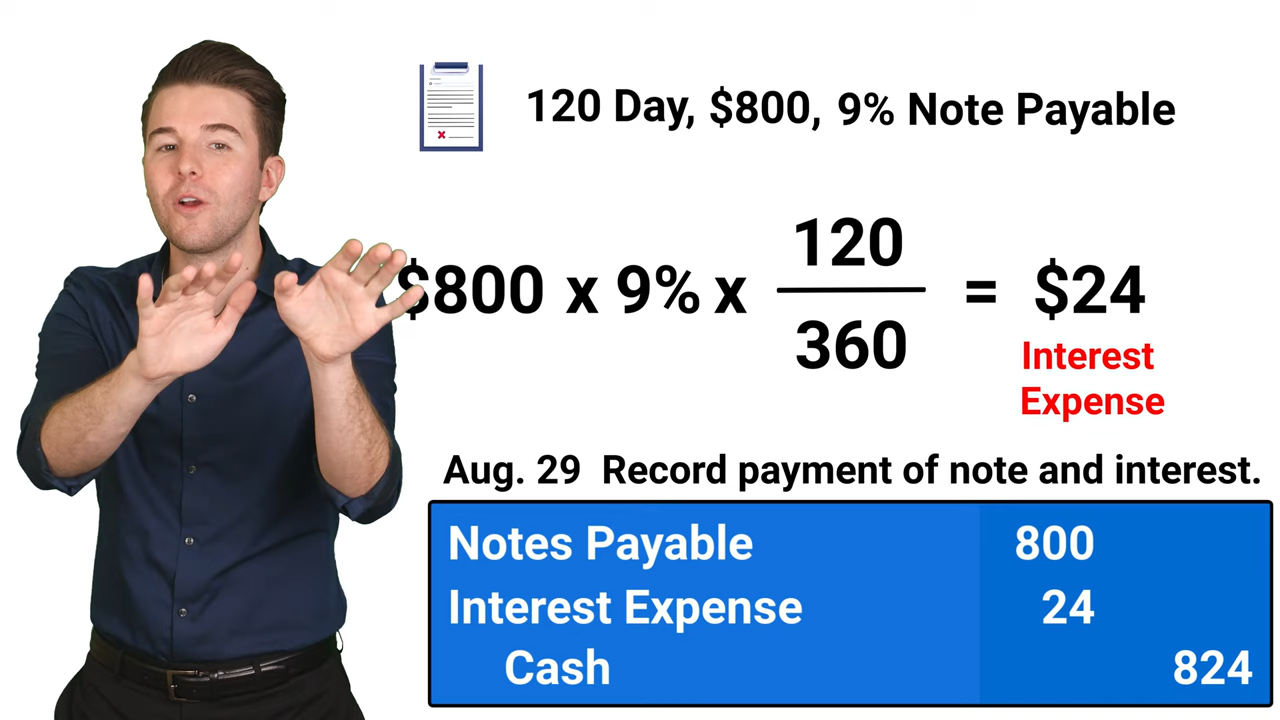 120 Day, $800, 9% Note Payable
$800 x 9% x 120/360 = $24
Interest
Expense
Aug. 29 Record payment of note and interest.
Notes Payable 800
Interest Expense 24
Cash 824